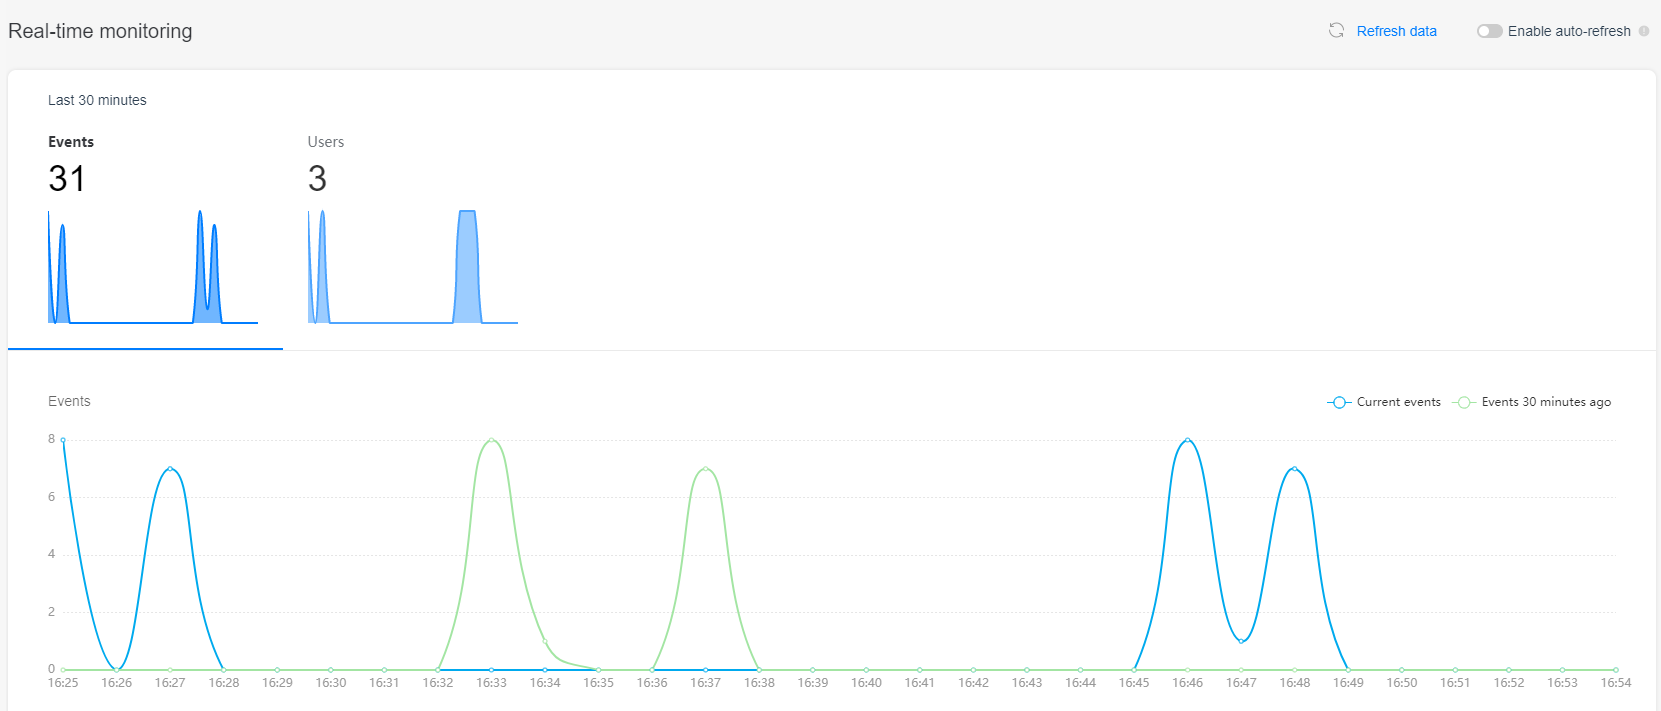 Real-time monitoring
Refresh data
Enable auto-refresh
Last 30 minutes
Events
Users
31
3
Events
Current events
Events 30 minutes ago
8
6
4
2
0
16:25 16:26 16:27 16:28 16:29 16:30 16:31 16:32 16:33 16:34 16:35 16:36 16:37 16:38 16:39 16:40 16:41 16:42 16:43 16:44 16:45 16:46 16:47 16:48 16:49 16:50 16:51 16:52 16:53 16:54